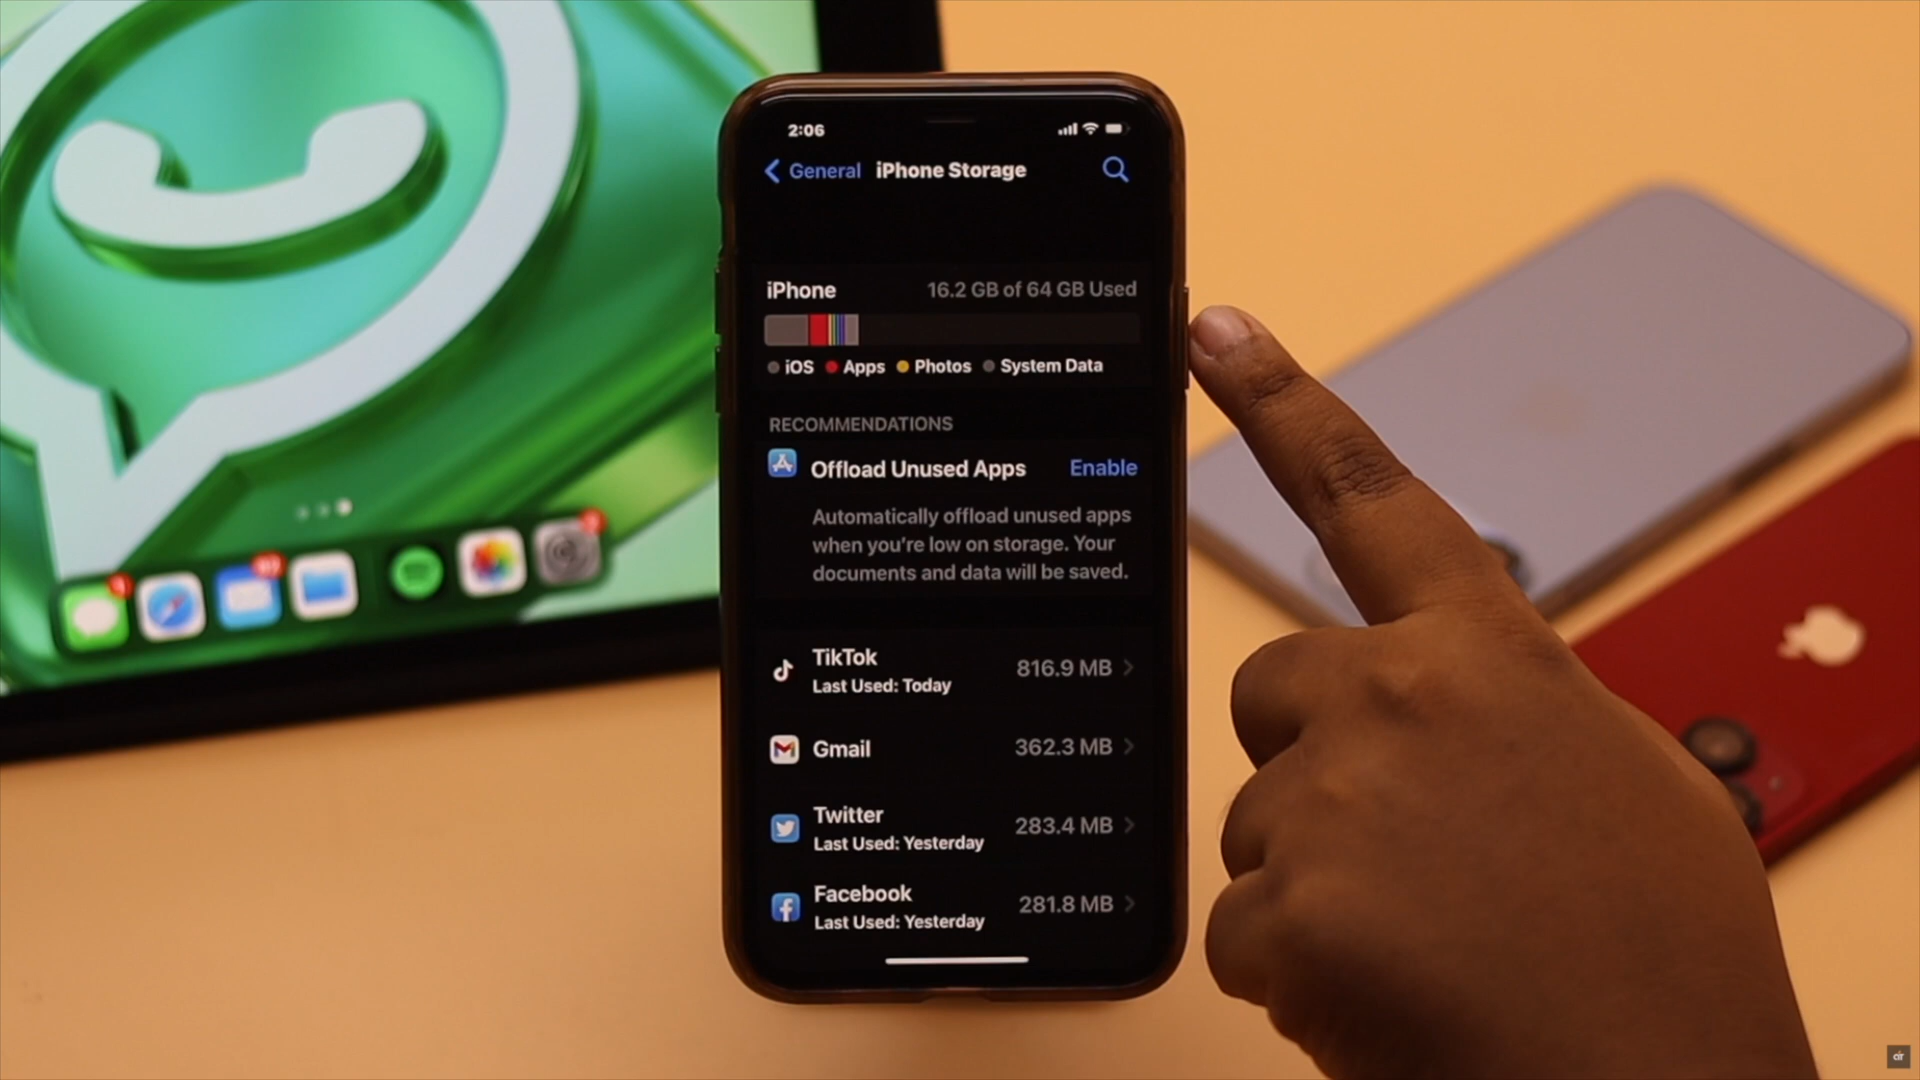 2:06
General iPhone Storage
iPhone 16.2 GB of 64 GB Used
iOS Apps Photos System Data
RECOMMENDATIONS
Offload Unused Apps Enable
Automatically offload unused apps
when you're low on storage. Your
documents and data will be saved.
TikTok
816.9 MB
Last Used: Today
Gmail 362.3 MB
Twitter
283.4 MB
Last Used: Yesterday
Facebook
281.8 MB
Last Used: Yesterday